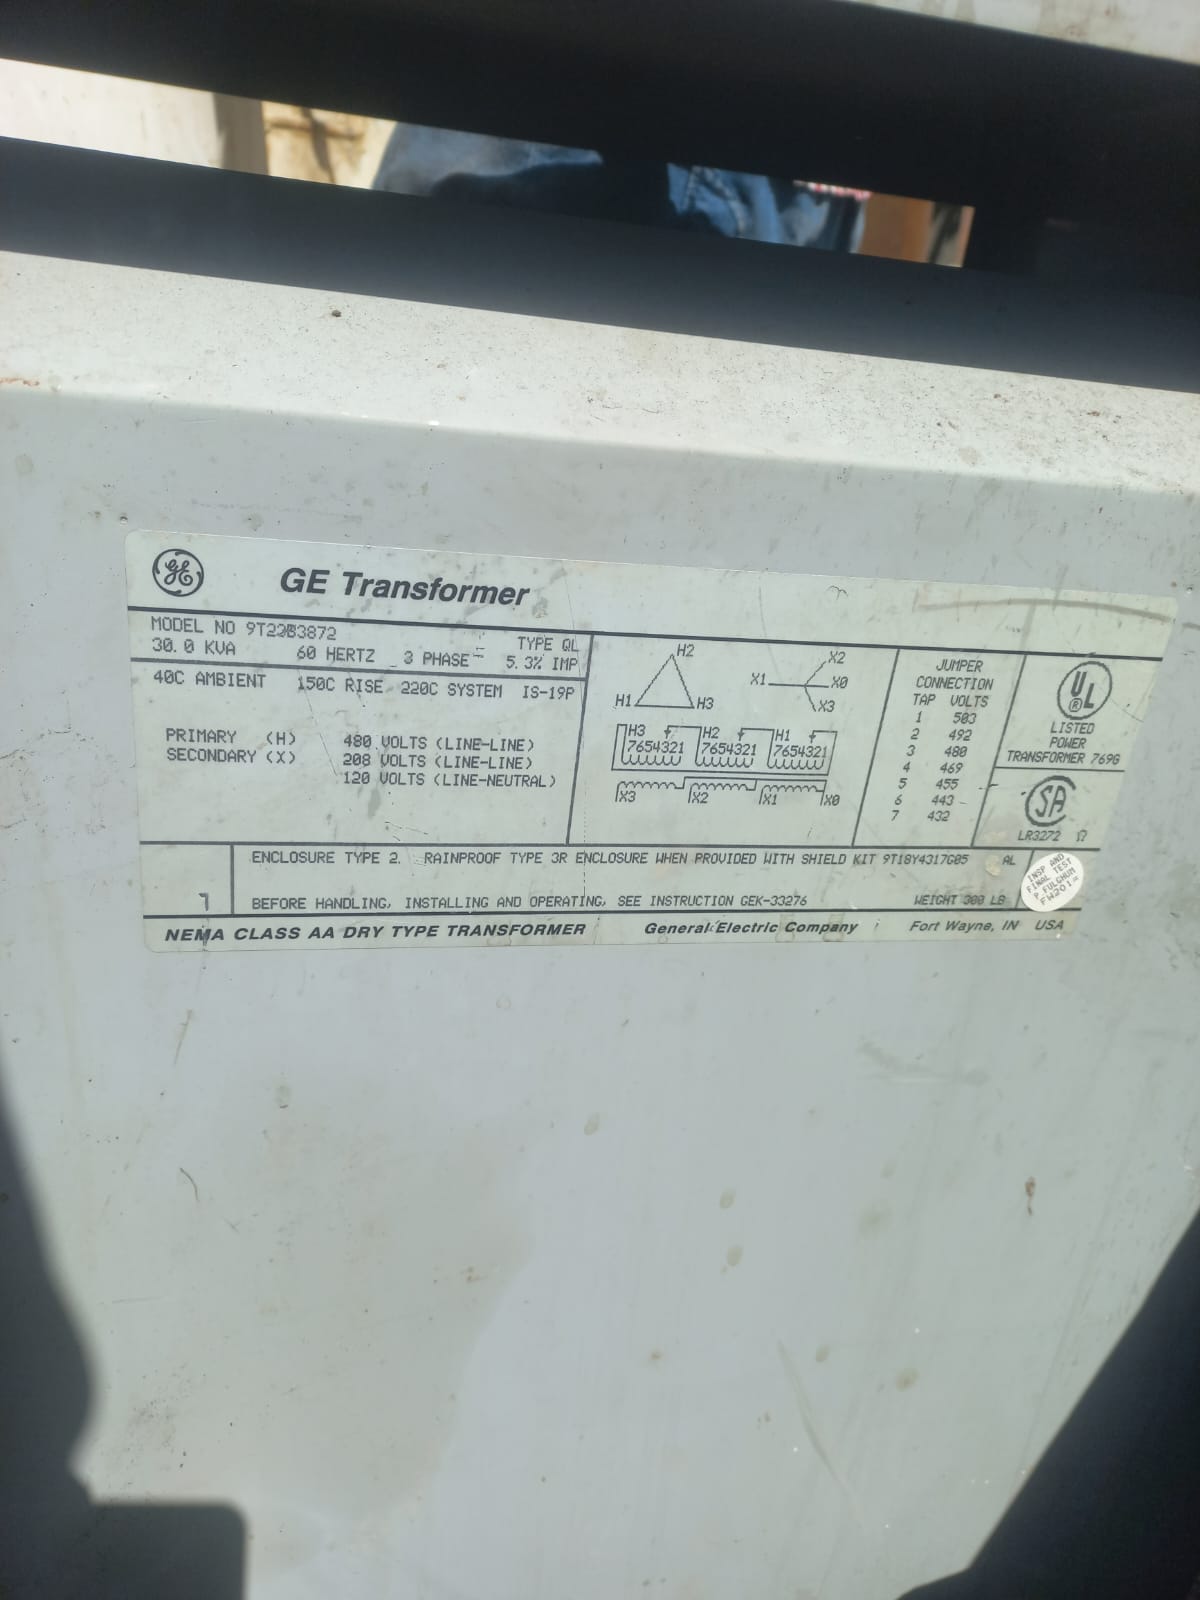 GE Transformer
MODEL NO
30.0 KVA 60 HERTZ 3 PHASE
TYPE QL
5.3% IMP
40C AMBIENT 150C RISE 220C SYSTEM IS-19P
PRIMARY (H) 480 VOLTS (LINE-LINE)
SECONDARY (X) 208 VOLTS (LINE-LINE)
120 VOLTS (LINE-NEUTRAL)
H2
H1 H3
X2
X1 X0
X3
H3 H2 H1
7654321 7654321 7654321
X3 X2 X1 X0
JUMPER
CONNECTION
TAP VOLTS
1 503
2 492
3 480
4 469
5 455
6 443
7 432
UL
®
LISTED
POWER
TRANSFORMER 769G
SA
LR3272
ENCLOSURE TYPE 2. RAINPROOF TYPE 3R ENCLOSURE WHEN PROVIDED WITH SHIELD KIT 9T18Y4317G05 AL
BEFORE HANDLING, INSTALLING AND OPERATING, SEE INSTRUCTION GEK-33276 WEIGHT 300 LB
INSP AND
FINAL TEST
P. FULGHUM
NEMA CLASS AA DRY TYPE TRANSFORMER General Electric Company Fort Wayne, IN USA